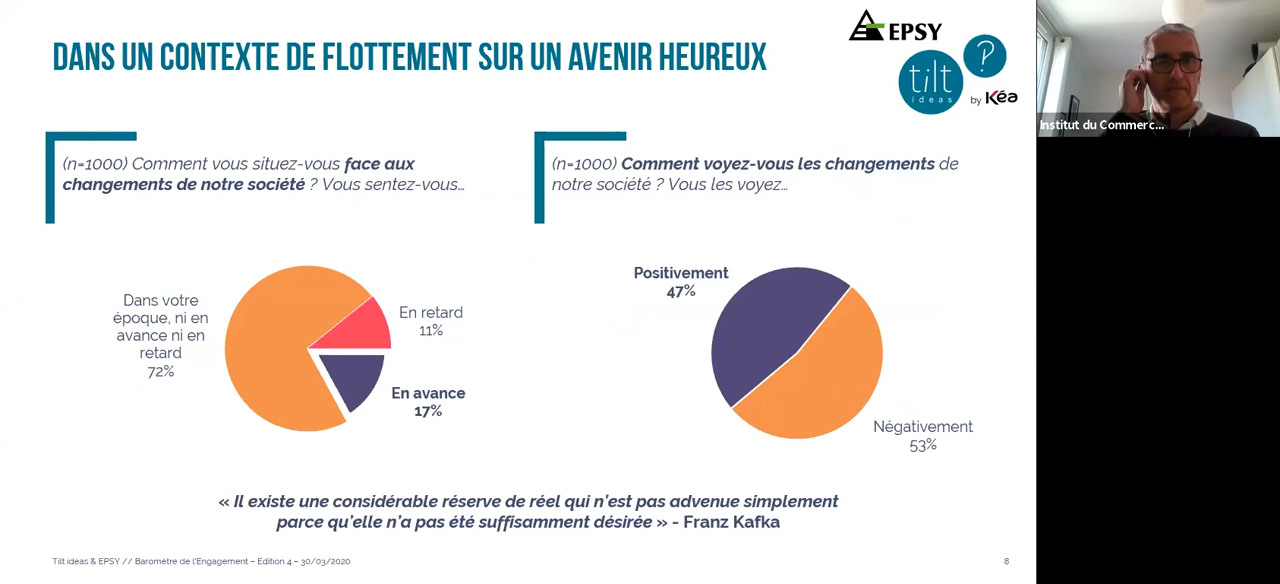 DANS UN CONTEXTE DE FLOTTEMENT SUR UN AVENIR HEUREUX
EPSY
tilt
ideas
?
by Kéa
Institut du Commerc...
(n=1000) Comment vous situez-vous face aux
changements de notre société ? Vous sentez-vous…
(n=1000) Comment voyez-vous les changements de
notre société ? Vous les voyez…
Dans votre
époque, ni en
avance ni en
retard
72%
En retard
11%
En avance
17%
Positivement
47%
Négativement
53%
« Il existe une considérable réserve de réel qui n'est pas advenue simplement
parce qu'elle n'a pas été suffisamment désirée » - Franz Kafka
Tilt ideas & EPSY // Baromètre de l'Engagement – Edition 4 – 30/03/2020
8